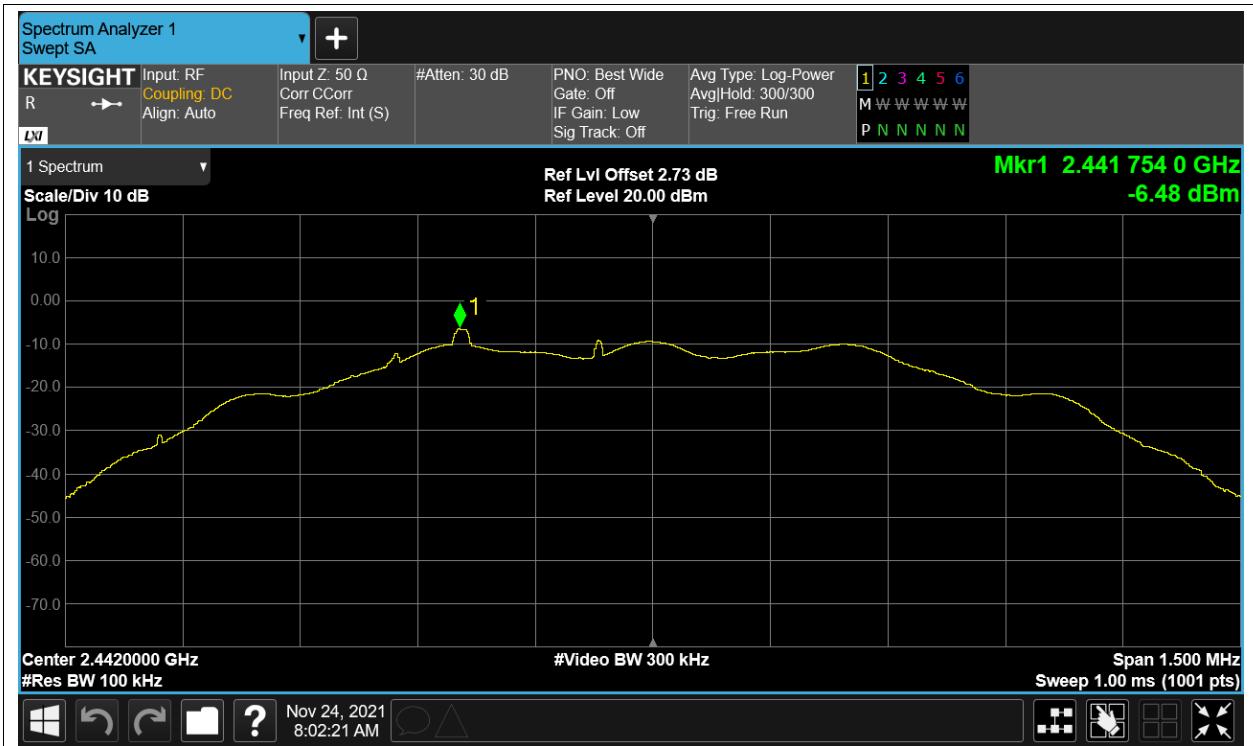 Spectrum Analyzer 1
Swept SA
▼
+
KEYSIGHT
R
LXI
Input: RF
Coupling: DC
Align: Auto
Input Z: 50 Ω
Corr CCorr
Freq Ref: Int (S)
#Atten: 30 dB
PNO: Best Wide
Gate: Off
IF Gain: Low
Sig Track: Off
Avg Type: Log-Power
Avg|Hold: 300/300
Trig: Free Run
1 2 3 4 5 6
M W W W W W W
P N N N N N
1 Spectrum ▼
Scale/Div 10 dB
Log
Ref Lvl Offset 2.73 dB
Ref Level 20.00 dBm
Mkr1 2.441 754 0 GHz
-6.48 dBm
10.0
0.00
1
-10.0
-20.0
-30.0
-40.0
-50.0
-60.0
-70.0
Center 2.4420000 GHz
#Res BW 100 kHz
#Video BW 300 kHz
Span 1.500 MHz
Sweep 1.00 ms (1001 pts)
?
Nov 24, 2021
8:02:21 AM